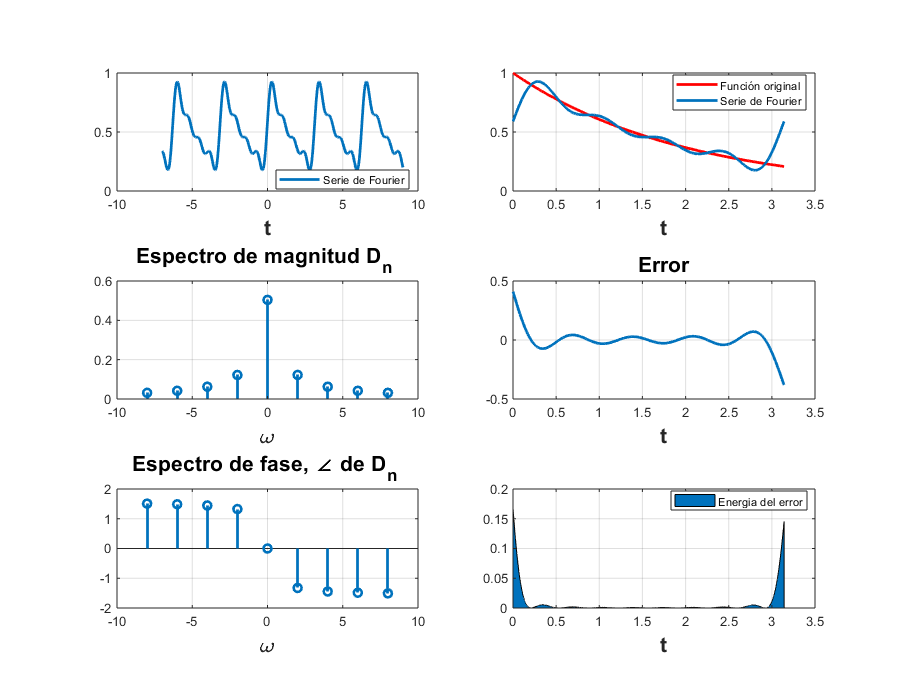 1
0.5
0
-10 -5 0 5 10
Serie de Fourier
t
1
0.5
0
0 0.5 1 1.5 2 2.5 3 3.5
Función original
Serie de Fourier
t
Espectro de magnitud Dn
0.6
0.4
0.2
0
-10 -5 0 5 10
ω
Error
0.5
0
-0.5
0 0.5 1 1.5 2 2.5 3 3.5
t
Espectro de fase, ∠ de Dn
2
1
0
-1
-2
-10 -5 0 5 10
ω
0.2
0.15
0.1
0.05
0
0 0.5 1 1.5 2 2.5 3 3.5
Energia del error
t